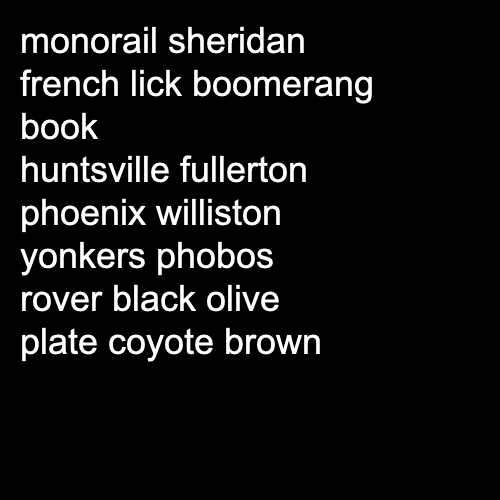 monorail sheridan
french lick boomerang
book
huntsville fullerton
phoenix williston
yonkers phobos
rover black olive
plate coyote brown